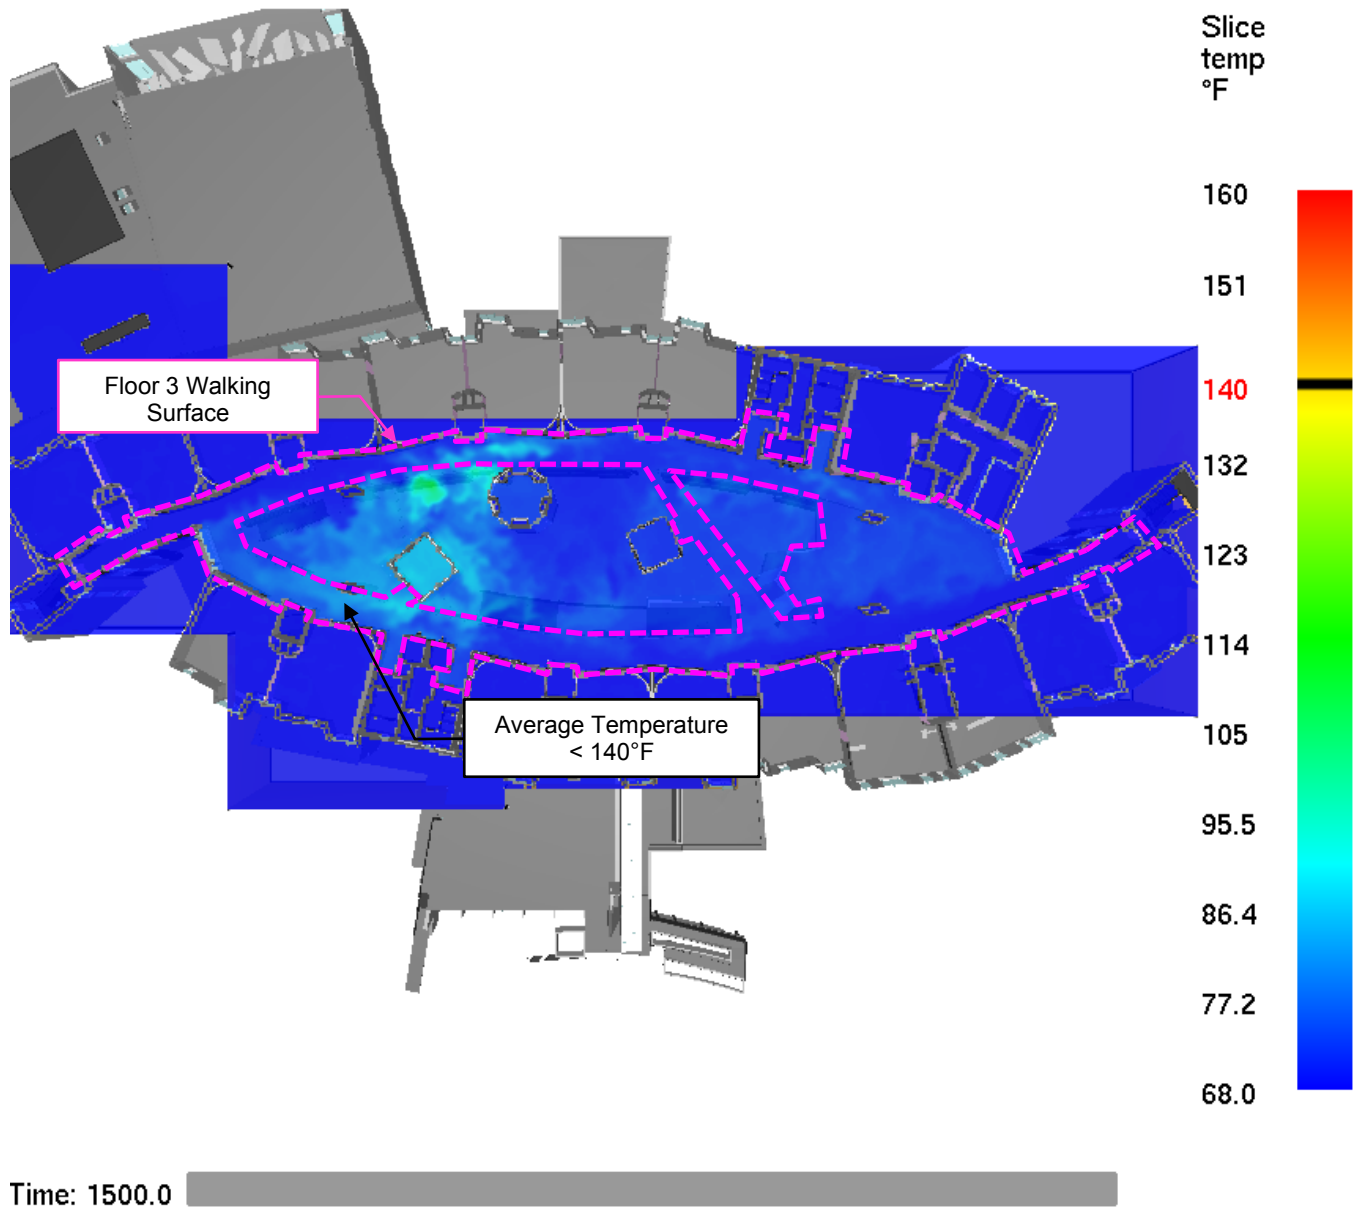 Slice
temp
°F
160
151
140
132
123
114
105
95.5
86.4
77.2
68.0
Floor 3 Walking
Surface
Average Temperature
< 140°F
Time: 1500.0